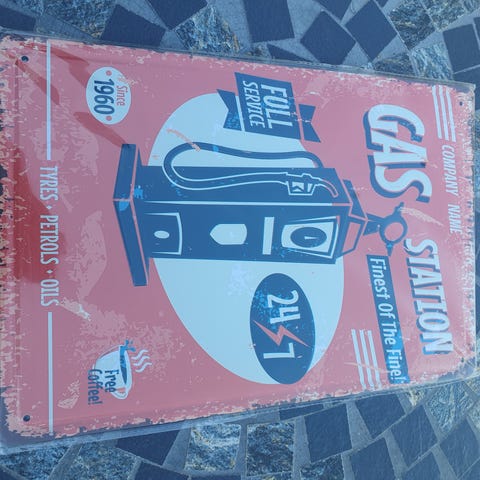 COMPANY NAME
GAS
STATION
Finest Of The Fine!
FULL
SERVICE
24
7
Since
1960
TYRES • PETROLS • OILS
Free
Coffee!